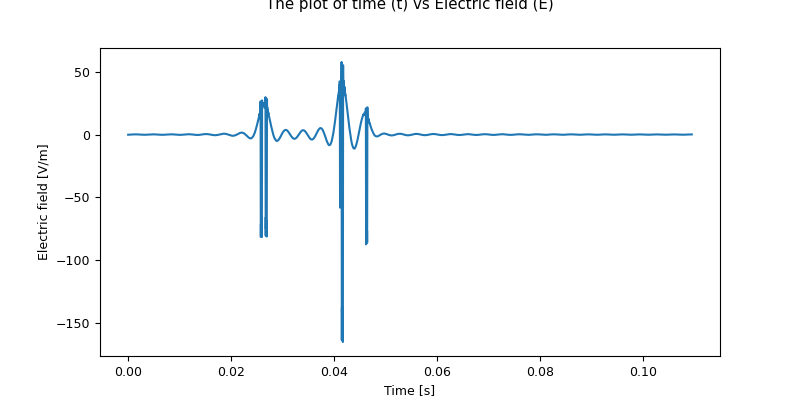 The plot of time (t) vs Electric field (E)
50
0
−50
−100
−150
Electric field [V/m]
0.00 0.02 0.04 0.06 0.08 0.10
Time [s]